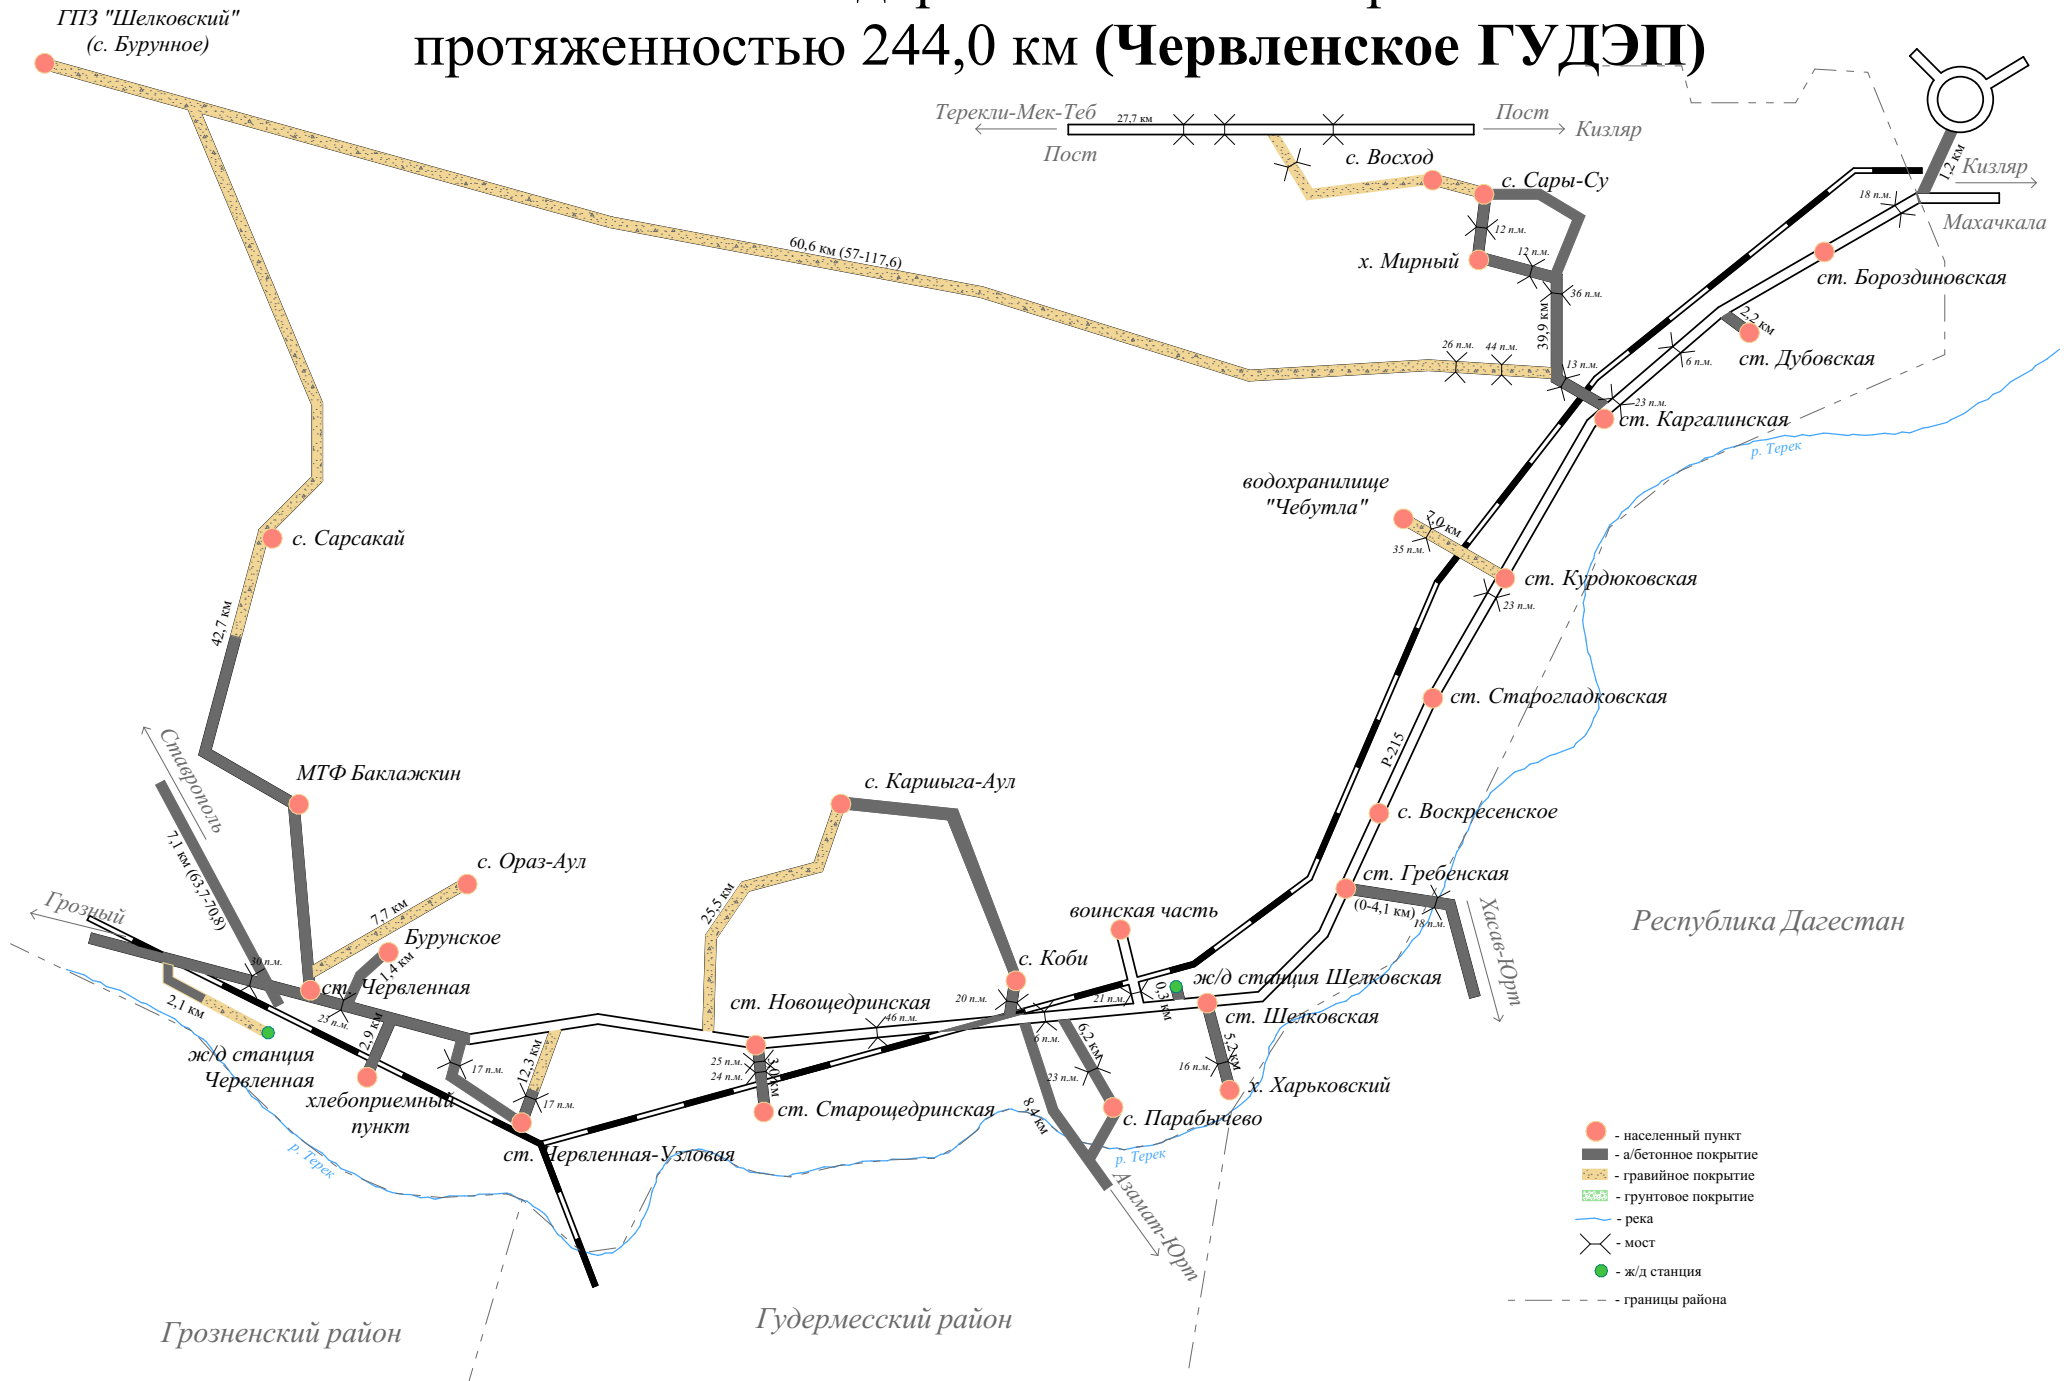 протяженностью 244,0 км (Червленское ГУДЭП)
ГПЗ "Шелковский"
(с. Бурунное)
Терекли-Мек-Теб
27,7 км
Пост
Кизляр
Пост
с. Восход
с. Сары-Су
1,2 км
Кизляр
18 п.м.
Махачкала
12 п.м.
12 п.м.
х. Мирный
60,6 км (57-117,6)
ст. Бороздиновская
36 п.м.
39,9 км
2,2 км
26 п.м.
44 п.м.
13 п.м.
6 п.м.
ст. Дубовская
23 п.м.
ст. Каргалинская
р. Терек
водохранилище
"Чебутла"
7,0 км
35 п.м.
с. Сарсакай
ст. Курдюковская
23 п.м.
42,7 км
ст. Старогладковская
Р-215
Ставрополь
МТФ Баклажкин
с. Каршыга-Аул
с. Воскресенское
7,1 км (63,7-70,8)
с. Ораз-Аул
ст. Гребенская
7,7 км
25,5 км
(0-4,1 км)
18 п.м.
Хасав-Юрт
Грозный
воинская часть
Республика Дагестан
Бурунское
1,4 км
30 п.м.
с. Коби
ж/д станция Шелковская
ст. Червленная
0,3 км
ст. Новощедринская
20 п.м.
21 п.м.
2,1 км
23 п.м.
46 п.м.
ст. Шелковская
2,9 км
6 п.м.
6,2 км
5,2 км
ж/д станция
Червленная
12,3 км
17 п.м.
25 п.м.
24 п.м.
3,0 км
23 п.м.
16 п.м.
х. Харьковский
хлебоприемный
пункт
17 п.м.
ст. Старощедринская
8,4 км
с. Парабычево
ст. Червленная-Узловая
р. Терек
р. Терек
Азамат-Юрт
- населенный пункт
- а/бетонное покрытие
- гравийное покрытие
- грунтовое покрытие
- река
- мост
- ж/д станция
- границы района
Грозненский район
Гудермесский район